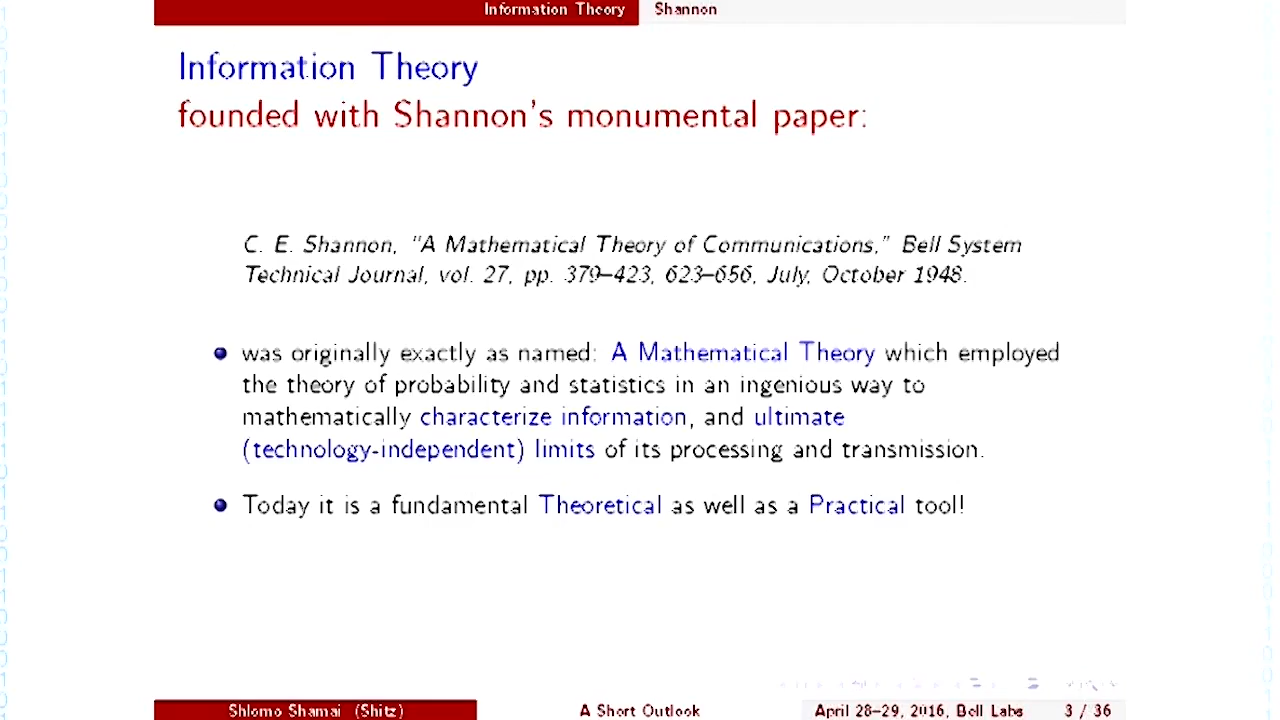 Information Theory Shannon
Information Theory
founded with Shannon's monumental paper:
C. E. Shannon, "A Mathematical Theory of Communications," Bell System
Technical Journal, vol. 27, pp. 379–423, 623–656, July, October 1948.
was originally exactly as named: A Mathematical Theory which employed
the theory of probability and statistics in an ingenious way to
mathematically characterize information, and ultimate
(technology-independent) limits of its processing and transmission.
Today it is a fundamental Theoretical as well as a Practical tool!
Shlomo Shamai (Shitz) A Short Outlook April 28–29, 2016, Bell Labs 3 / 36